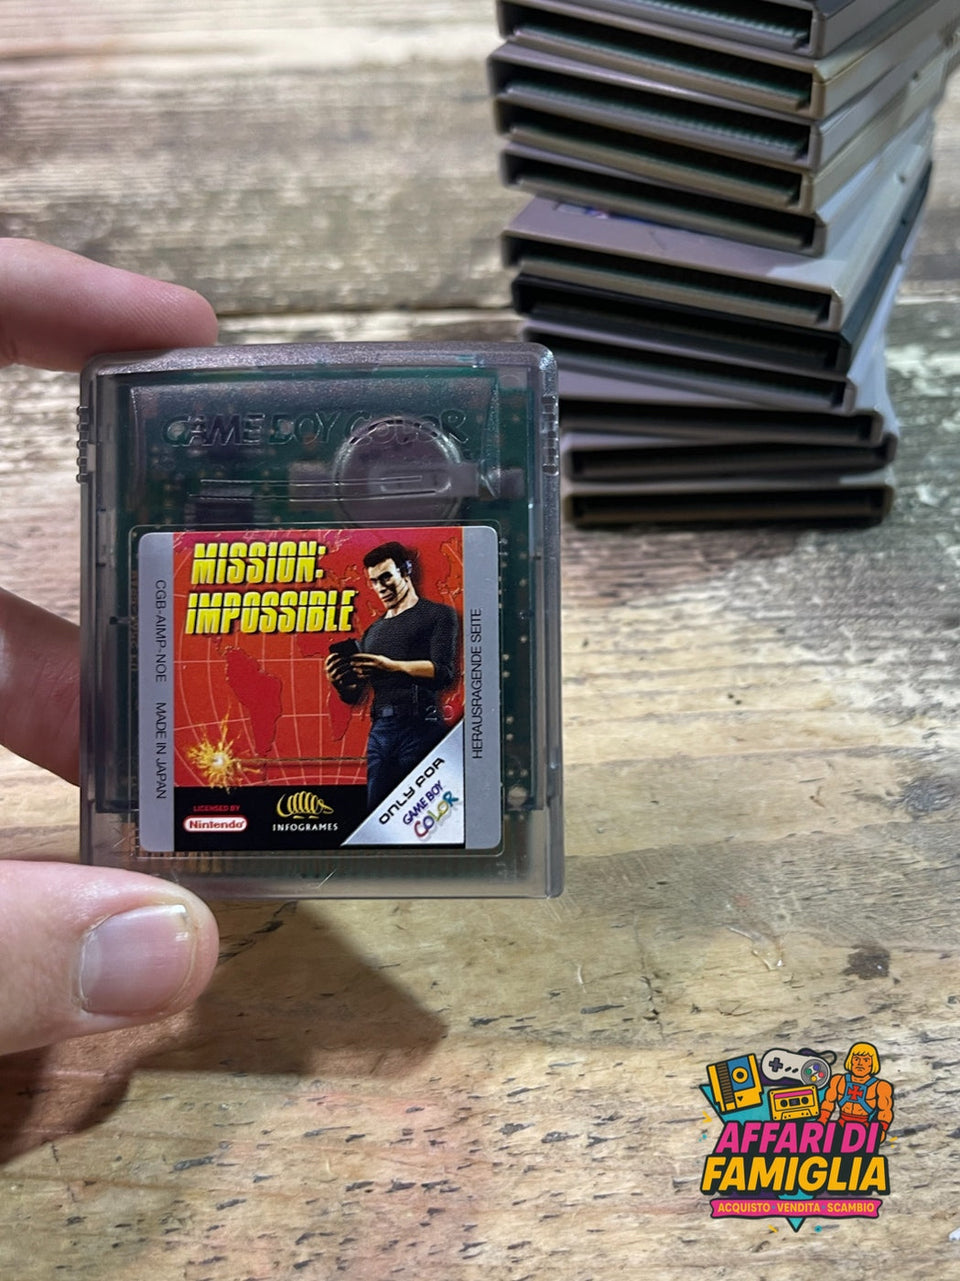 GAME BOY COLOR
MISSION:
IMPOSSIBLE
CGB-AIMP-NOE MADE IN JAPAN
HERAUSRAGENDE SEITE
LICENSED BY
Nintendo
INFOGRAMES
ONLY FOR
GAME BOY
COLOR
AFFARI DI
FAMIGLIA
ACQUISTO VENDITA SCAMBIO